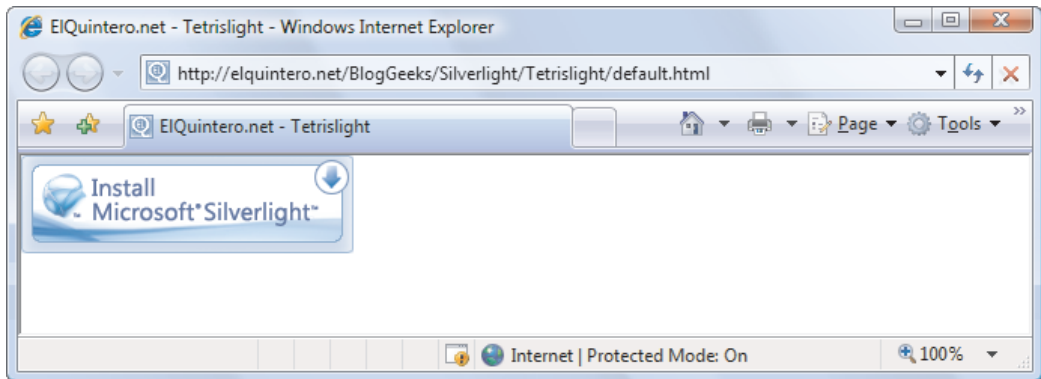 ElQuintero.net - Tetrislight - Windows Internet Explorer
http://elquintero.net/BlogGeeks/Silverlight/Tetrislight/default.html
ElQuintero.net - Tetrislight
Page
Tools
Install
Microsoft® Silverlight™
Internet | Protected Mode: On
100%